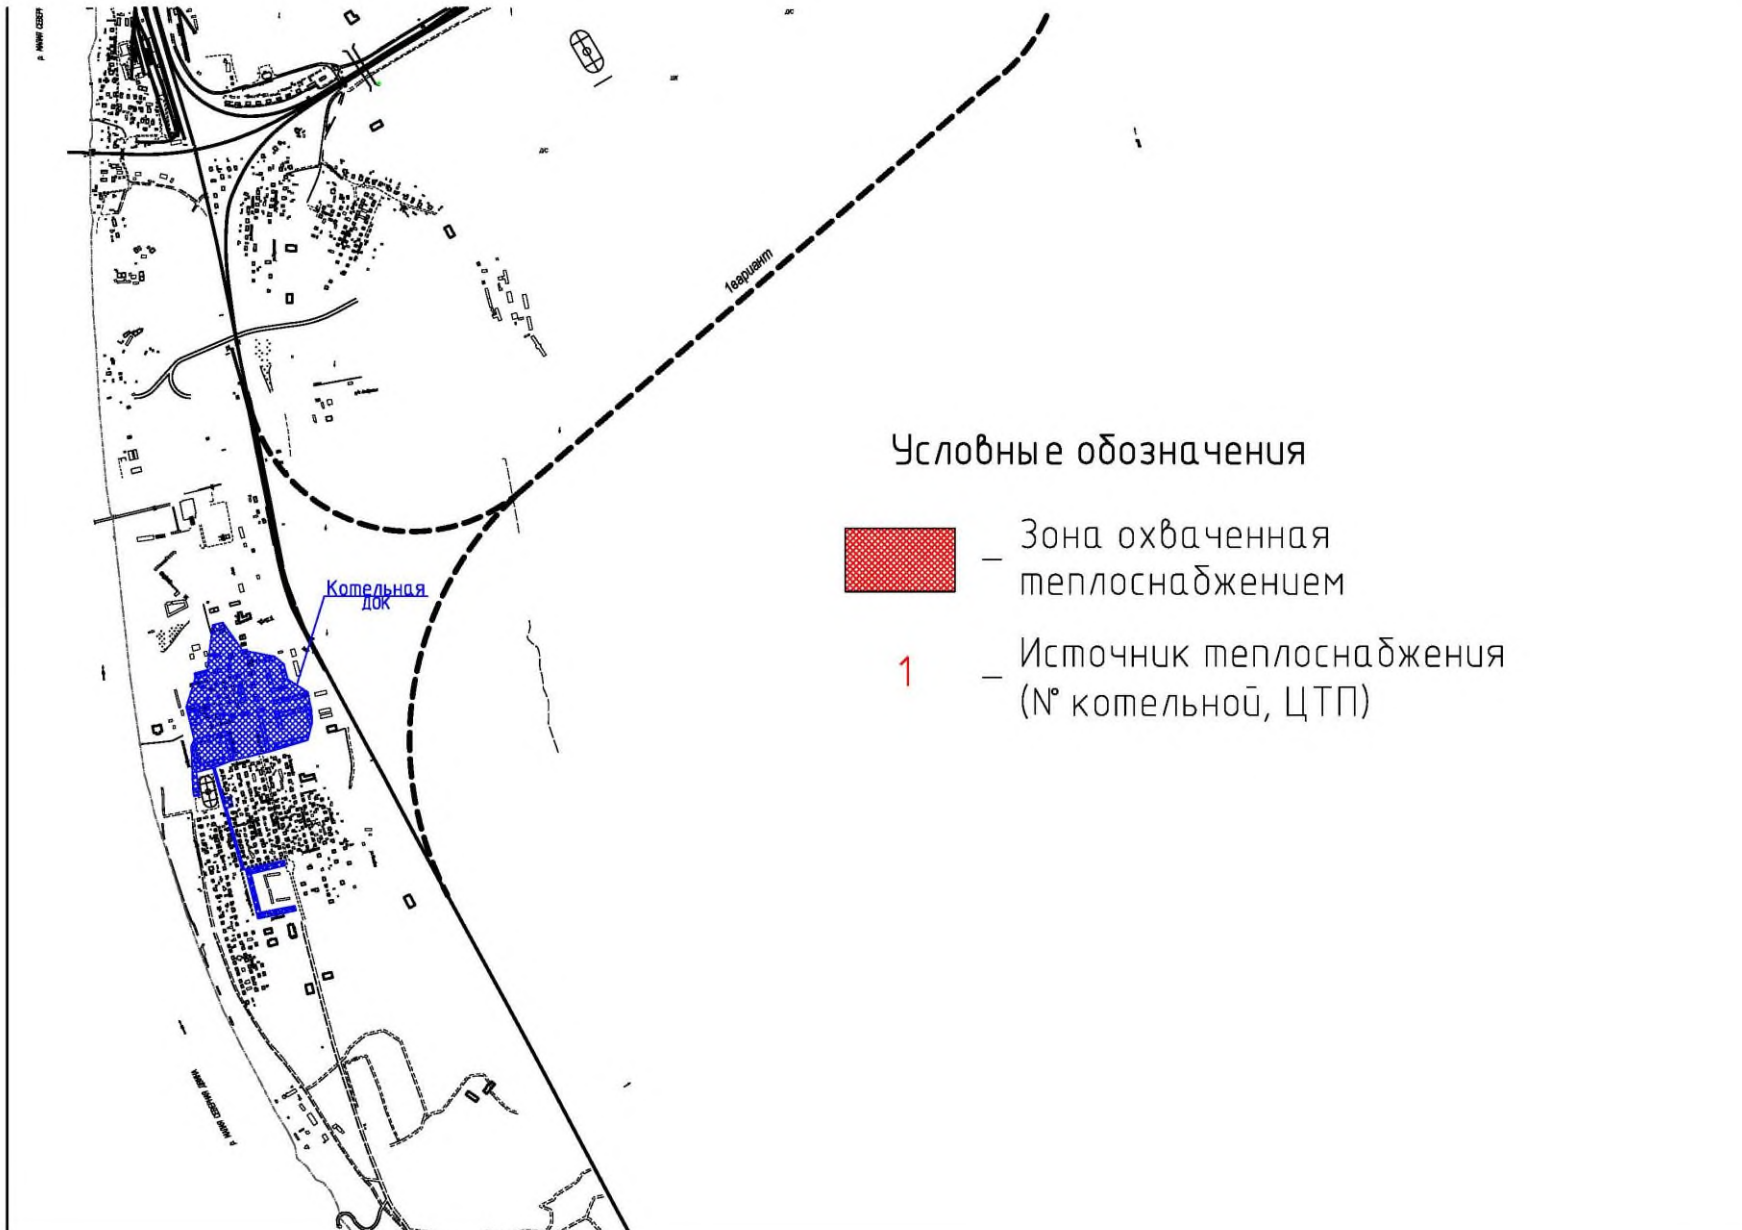 1вариант
Условные обозначения
Зона охваченная
теплоснабжением
Котельная
ДОК
1
Источник теплоснабжения
(№ котельной, ЦТП)